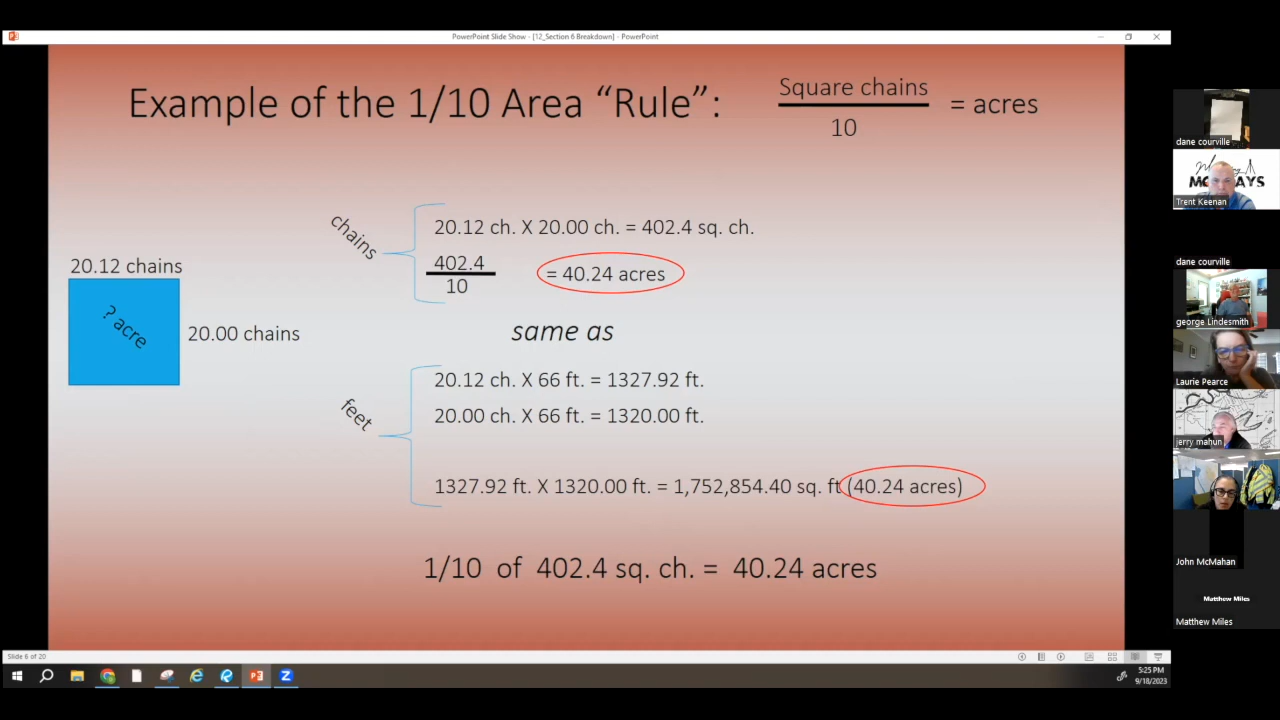 PowerPoint Slide Show - [12_Section 6 Breakdown] - PowerPoint
Example of the 1/10 Area “Rule”:
Square chains
10
= acres
chains
20.12 ch. X 20.00 ch. = 402.4 sq. ch.
402.4
10
= 40.24 acres
20.12 chains
? acre
20.00 chains
same as
feet
20.12 ch. X 66 ft. = 1327.92 ft.
20.00 ch. X 66 ft. = 1320.00 ft.
1327.92 ft. X 1320.00 ft. = 1,752,854.40 sq. ft (40.24 acres)
1/10 of 402.4 sq. ch. = 40.24 acres
Slide 6 of 20
5:25 PM
9/18/2023
dane courville
Trent Keenan
dane courville
george Lindesmith
Laurie Pearce
jerry mahun
John McMahan
Matthew Miles
Matthew Miles